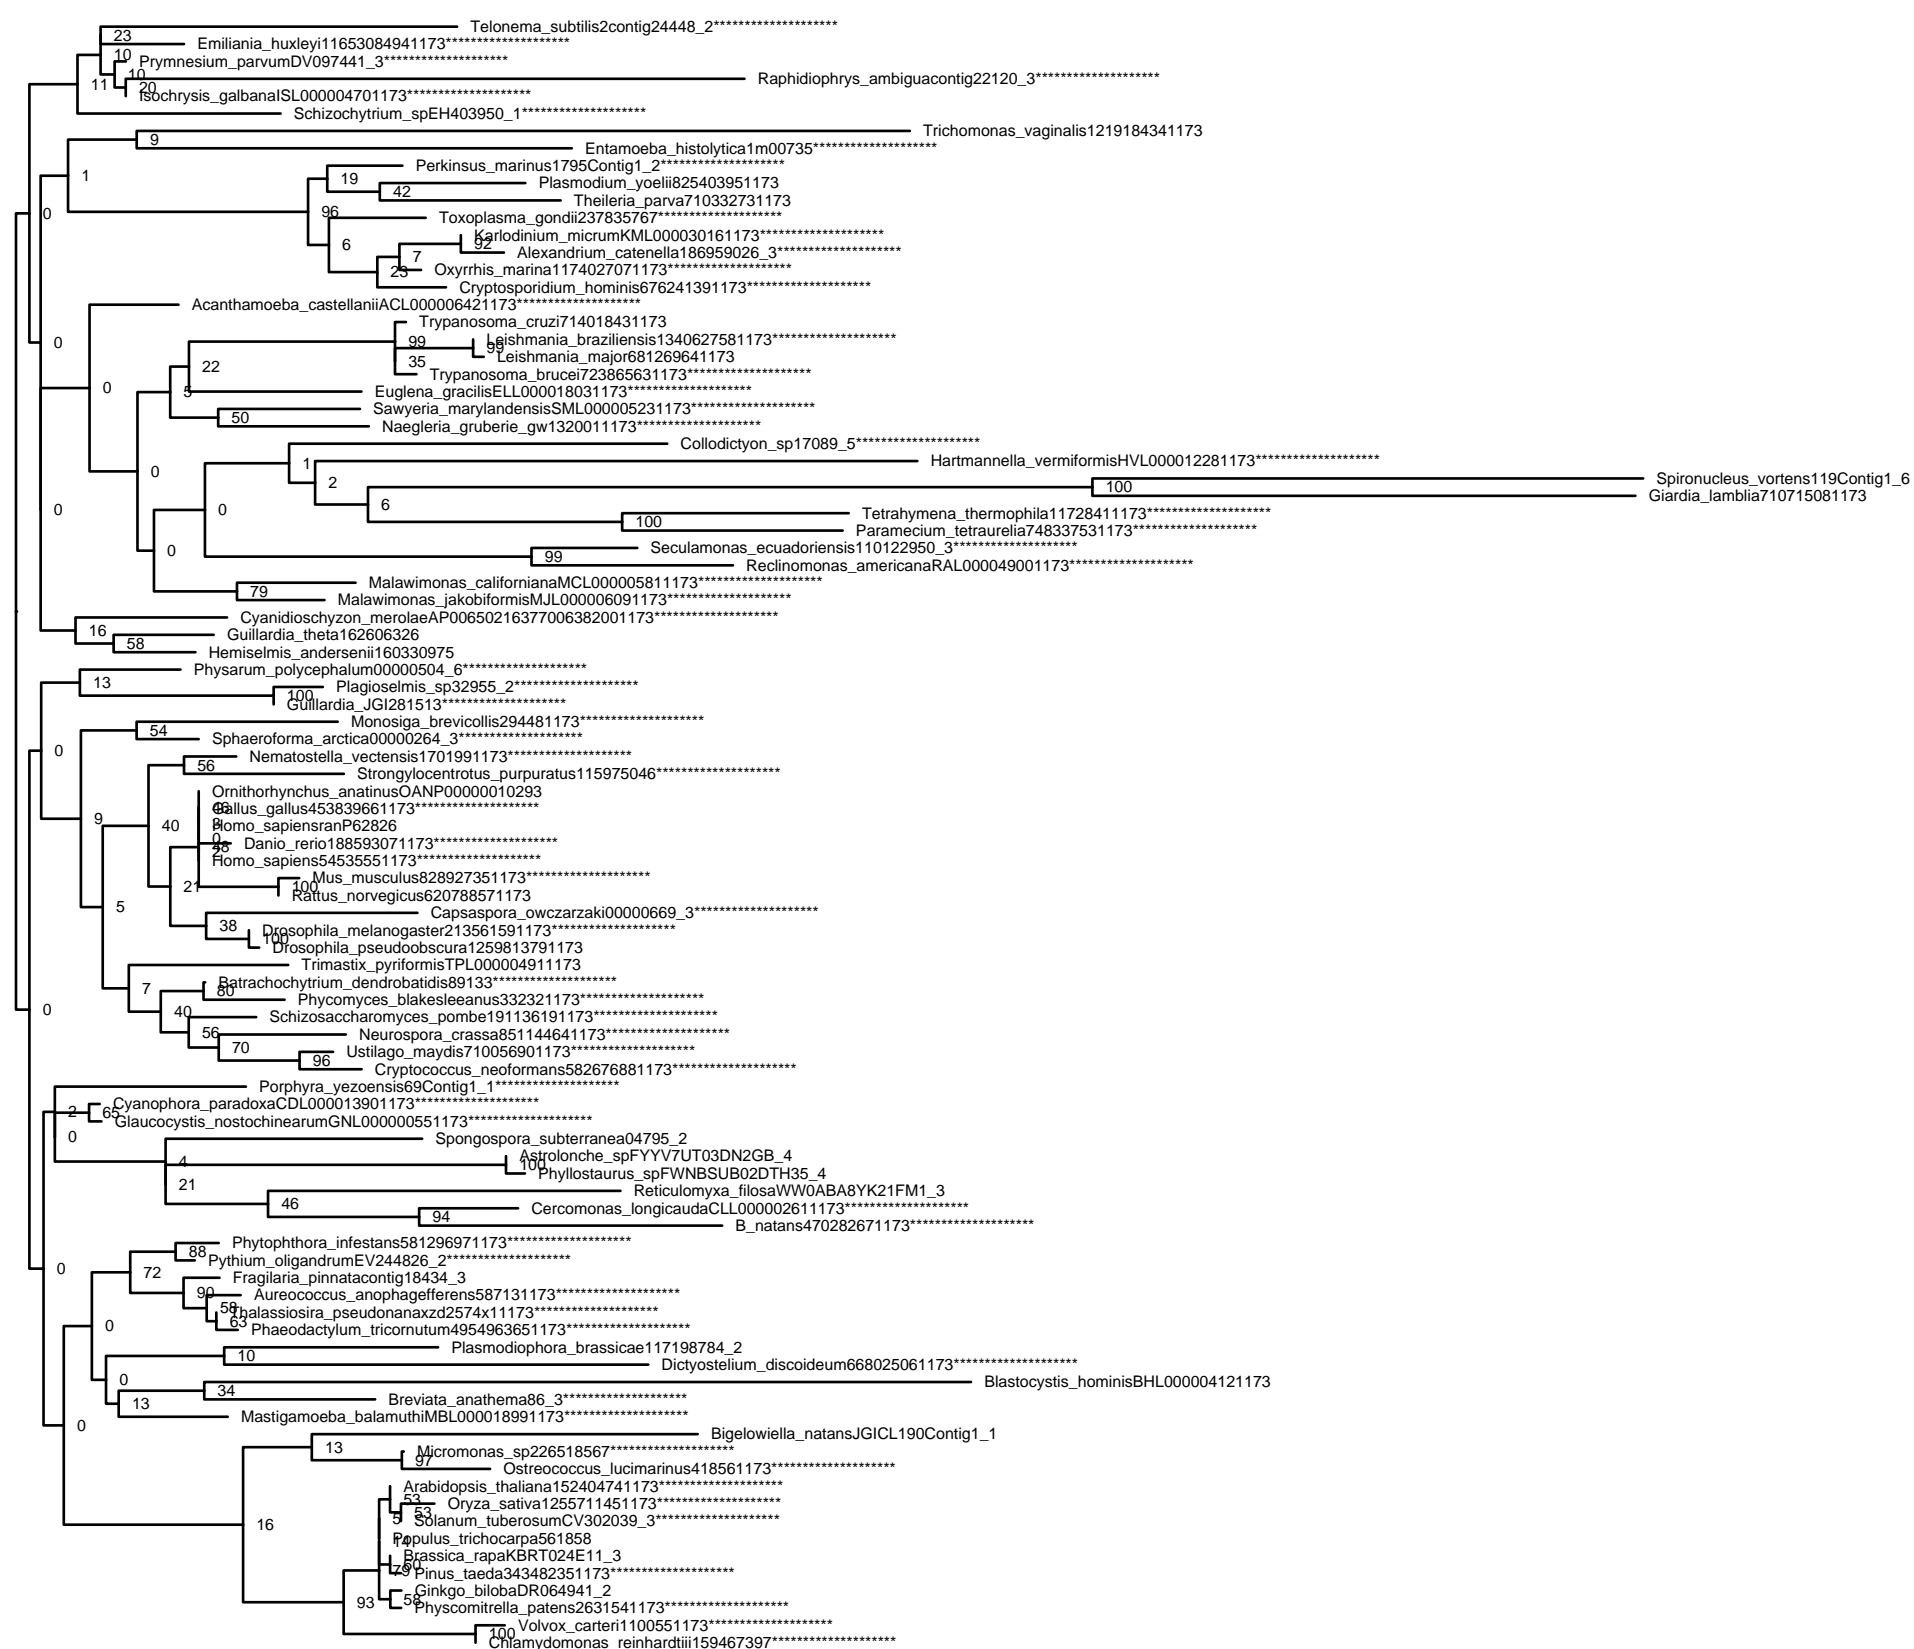 Telonema_subtilis2contig24448_2********************
23
Emiliania_huxleyi11653084941173********************
10
Prymnesium_parvumDV097441_3********************
10
Raphidiophrys_ambiguacontig22120_3********************
11
20
Isochrysis_galbanaISL000004701173********************
Schizochytrium_spEH403950_1********************
Trichomonas_vaginalis1219184341173
9
Entamoeba_histolytica1m00735********************
Perkinsus_marinus1795Contig1_2********************
1
19
Plasmodium_yoelii825403951173
42
Theileria_parva710332731173
0
96
Toxoplasma_gondii237835767********************
Karlodinium_micrumKML000030161173********************
6
92
Alexandrium_catenella186959026_3********************
7
23
Oxyrrhis_marina1174027071173********************
Cryptosporidium_hominis676241391173********************
Acanthamoeba_castellaniiACL000006421173********************
Trypanosoma_cruzi714018431173
0
99
Leishmania_braziliensis1340627581173********************
99
Leishmania_major681269641173
22
35
Trypanosoma_brucei723865631173********************
0
5
Euglena_gracilisELL000018031173********************
Sawyeria_marylandensisSML000005231173********************
50
Naegleria_gruberie_gw1320011173********************
Collodictyon_sp17089_5********************
1
Hartmannella_vermiformisHVL000012281173********************
0
2
Spironucleus_vortens119Contig1_6
100
Giardia_lamblia710715081173
0
0
6
Tetrahymena_thermophila11728411173********************
100
Paramecium_tetraurelia748337531173********************
0
Seculamonas_ecuadoriensis110122950_3********************
99
Reclinomonas_americanaRAL000049001173********************
Malawimonas_californianaMCL000005811173********************
79
Malawimonas_jakobiformisMJL000006091173********************
Cyanidioschyzon_merolaeAP006502163770063820011​73********************
16
Guillardia_theta162606326
58
Hemiselmis_andersenii160330975
Physarum_polycephalum00000504_6********************
13
Plagioselmis_sp32955_2********************
100
Guillardia_JGI281513********************
Monosiga_brevicollis294481173********************
54
Sphaeroforma_arctica00000264_3********************
0
Nematostella_vectensis1701991173********************
56
Strongylocentrotus_purpuratus115975046********************
Ornithorhynchus_anatinusOANP00000010293
Gallus_gallus453839661173********************
9
40
Homo_sapiensranP62826
0
Danio_rerio188593071173********************
48
Homo_sapiens54535551173********************
Mus_musculus828927351173********************
21
100
Rattus_norvegicus620788571173
5
Capsaspora_owczarzaki00000669_3********************
38
Drosophila_melanogaster213561591173********************
100
Drosophila_pseudoobscura1259813791173
Trimastix_pyriformisTPL000004911173
Batrachochytrium_dendrobatidis89133********************
7
80
Phycomyces_blakesleeanus332321173********************
0
40
Schizosaccharomyces_pombe191136191173********************
56
Neurospora_crassa851144641173********************
70
Ustilago_maydis710056901173********************
96
Cryptococcus_neoformans582676881173********************
Porphyra_yezoensis69Contig1_1********************
Cyanophora_paradoxaCDL000013901173********************
2
65
Glaucocystis_nostochinearumGNL000000551173********************
0
Spongospora_subterranea04795_2
Astrolonche_spFYYV7UT03DN2GB_4
4
100
Phyllostaurus_spFWNBSUB02DTH35_4
21
Reticulomyxa_filosaWW0ABA8YK21FM1_3
46
Cercomonas_longicaudaCLL000002611173********************
94
B_natans470282671173********************
Phytophthora_infestans581296971173********************
88
Pythium_oligandrumEV244826_2********************
0
72
Fragilaria_pinnatacontig18434_3
90
Aureococcus_anophagefferens587131173********************
58
Thalassiosira_pseudonanaxzd2574x11173********************
63
0
Phaeodactylum_tricornutum4954963651173********************
Plasmodiophora_brassicae117198784_2
10
Dictyostelium_discoideum668025061173********************
0
Blastocystis_hominisBHL000004121173
34
Breviata_anathema86_3********************
13
Mastigamoeba_balamuthiMBL000018991173********************
0
Bigelowiella_natansJGICL190Contig1_1
13
Micromonas_sp226518567********************
97
Ostreococcus_lucimarinus418561173********************
Arabidopsis_thaliana152404741173********************
53
Oryza_sativa1255711451173********************
53
5
Solanum_tuberosumCV302039_3********************
16
Populus_trichocarpa561858
14
Brassica_rapaKBRT024E11_3
60
79
Pinus_taeda343482351173********************
Ginkgo_bilobaDR064941_2
93
58
Physcomitrella_patens2631541173********************
Volvox_carteri1100551173********************
100
Chlamydomonas_reinhardtiii159467397********************